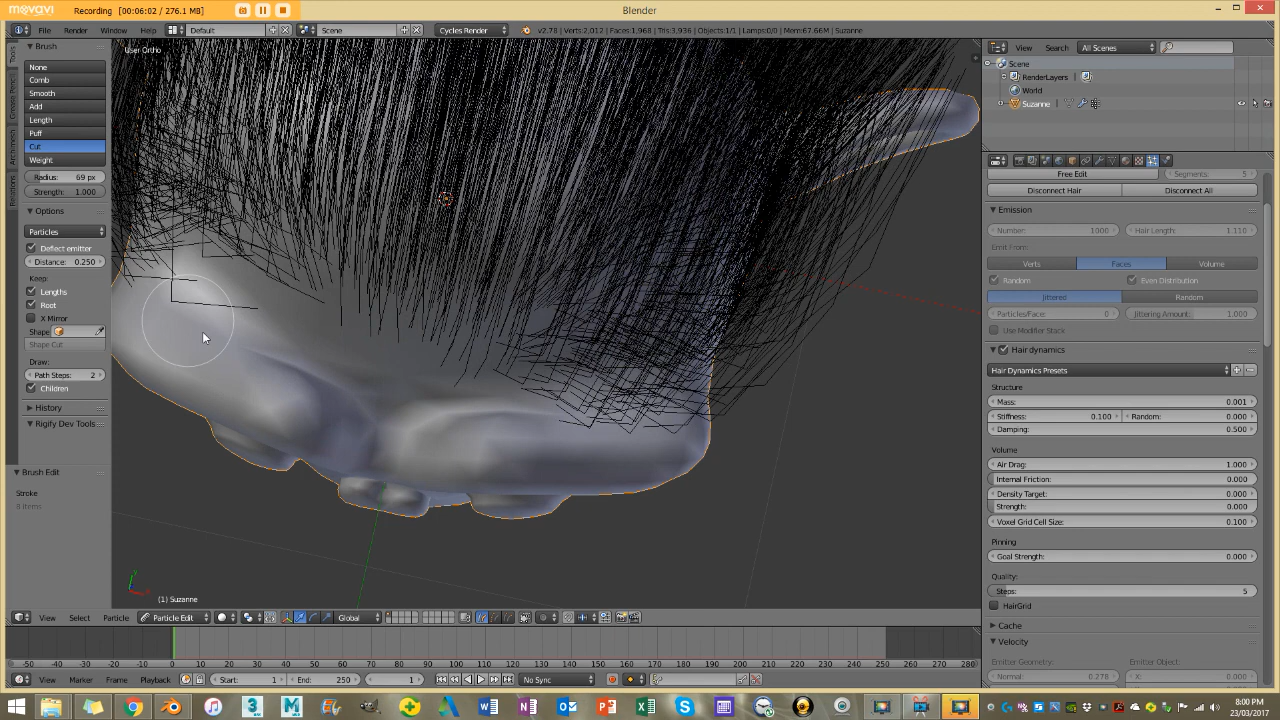 movavi
Recording [00:06:02 / 276.1 MB]
Blender
File Render Window Help Default Scene Cycles Render v2.78 | Verts:2,012 | Faces:1,968 | Tris:3,936 | Objects:1/1 | Lamps:0/0 | Mem:67.66M | Suzanne
View Search All Scenes
Tools
Grease Pencil
Archimesh
Relations
Brush
None
Comb
Smooth
Add
Length
Puff
Cut
Weight
Radius: 69 px
Strength: 1.000
Options
Particles
Deflect emitter
Distance: 0.250
Keep:
Lengths
Root
X Mirror
Shape
Shape Cut
Draw:
Path Steps: 2
Children
History
Rigify Dev Tools
Brush Edit
Stroke
8 items
User Ortho
(1) Suzanne
View Select Particle Particle Edit Global
Scene
RenderLayers
World
Suzanne
Free Edit Segments: 5
Disconnect Hair Disconnect All
Emission
Number: 1000 Hair Length: 1.110
Emit From:
Verts Faces Volume
Random Even Distribution
Jittered Random
Particles/Face: 0 Jittering Amount: 1.000
Use Modifier Stack
Hair dynamics
Hair Dynamics Presets
Structure
Mass: 0.001
Stiffness: 0.100 Random: 0.000
Damping: 0.500
Volume
Air Drag: 1.000
Internal Friction: 0.000
Density Target: 0.000
Strength: 0.000
Voxel Grid Cell Size: 0.100
Pinning
Goal Strength: 0.000
Quality:
Steps: 5
HairGrid
Cache
Velocity
Emitter Geometry: Emitter Object:
Normal: 0.278
-50 -40 -30 -20 -10 0 10 20 30 40 50 60 70 80 90 100 110 120 130 140 150 160 170 180 190 200 210 220 230 240 250 260 270 280
View Marker Frame Playback Start: 1 End: 250 1 No Sync
8:00 PM
23/03/2017